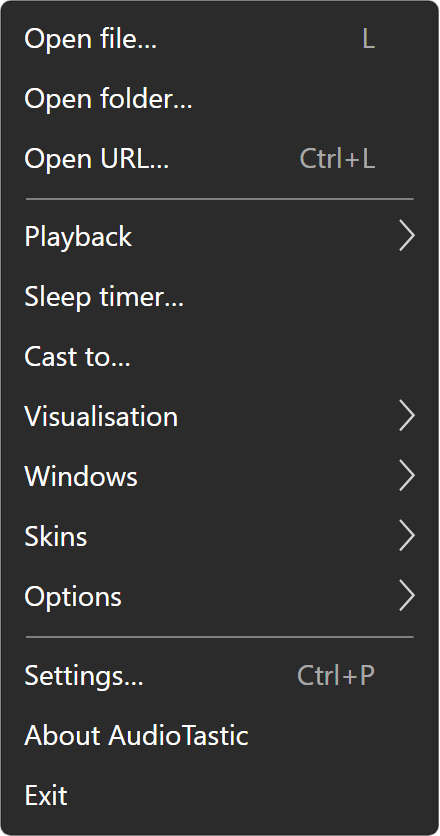 Open file... L
Open folder...
Open URL... Ctrl+L
Playback
Sleep timer...
Cast to...
Visualisation
Windows
Skins
Options
Settings... Ctrl+P
About AudioTastic
Exit